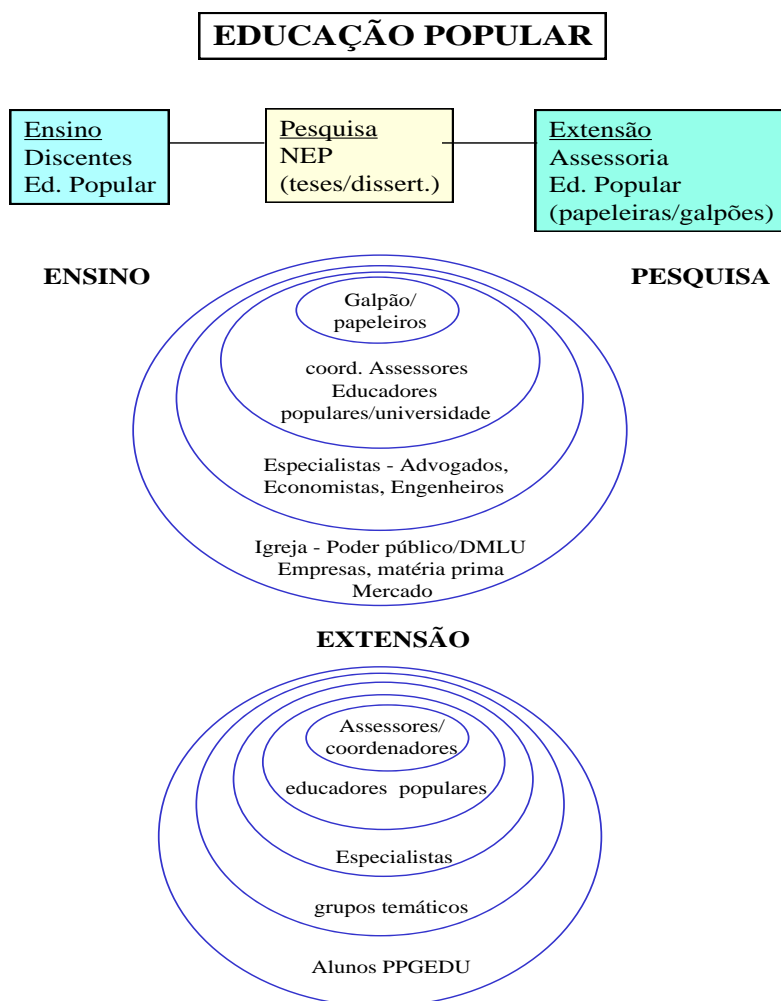 EDUCAÇÃO POPULAR
Ensino
Discentes
Ed. Popular
Pesquisa
NEP
(teses/dissert.)
Extensão
Assessoria
Ed. Popular
(papeleiras/galpões)
ENSINO
PESQUISA
Galpão/
papeleiros
coord. Assessores
Educadores
populares/universidade
Especialistas - Advogados,
Economistas, Engenheiros
Igreja - Poder público/DMLU
Empresas, matéria prima
Mercado
EXTENSÃO
Assessores/
coordenadores
educadores populares
Especialistas
grupos temáticos
Alunos PPGEDU